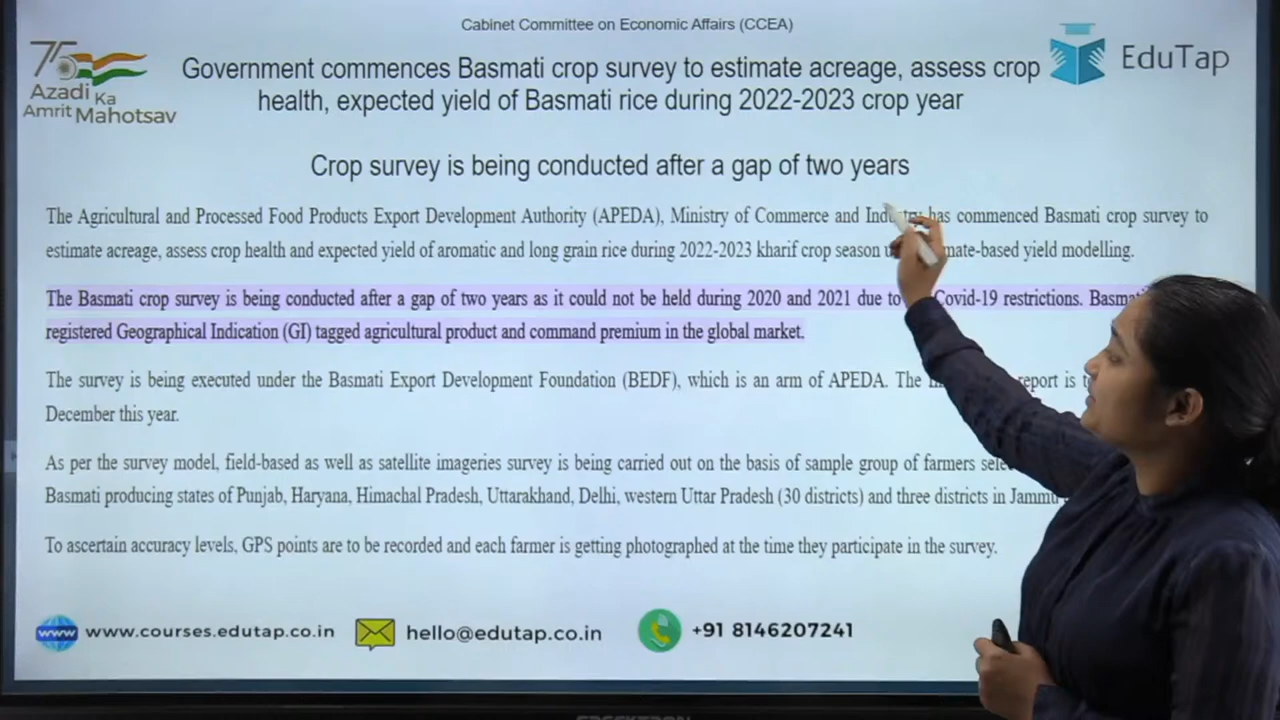 Cabinet Committee on Economic Affairs (CCEA)
75
Azadi Ka
Amrit Mahotsav
Government commences Basmati crop survey to estimate acreage, assess crop
health, expected yield of Basmati rice during 2022-2023 crop year
EduTap
Crop survey is being conducted after a gap of two years
The Agricultural and Processed Food Products Export Development Authority (APEDA), Ministry of Commerce and Industry has commenced Basmati crop survey to
estimate acreage, assess crop health and expected yield of aromatic and long grain rice during 2022-2023 kharif crop season mate-based yield modelling.
The Basmati crop survey is being conducted after a gap of two years as it could not be held during 2020 and 2021 due to Covid-19 restrictions.
registered Geographical Indication (GI) tagged agricultural product and command premium in the global market.
The survey is being executed under the Basmati Export Development Foundation (BEDF), which is an arm of APEDA. The report is
December this year.
As per the survey model, field-based as well as satellite imageries survey is being carried out on the basis of sample group of farmers
Basmati producing states of Punjab, Haryana, Himachal Pradesh, Uttarakhand, Delhi, western Uttar Pradesh (30 districts) and three districts in Jammu
To ascertain accuracy levels, GPS points are to be recorded and each farmer is getting photographed at the time they participate in the survey.
www www.courses.edutap.co.in hello@edutap.co.in +91 8146207241